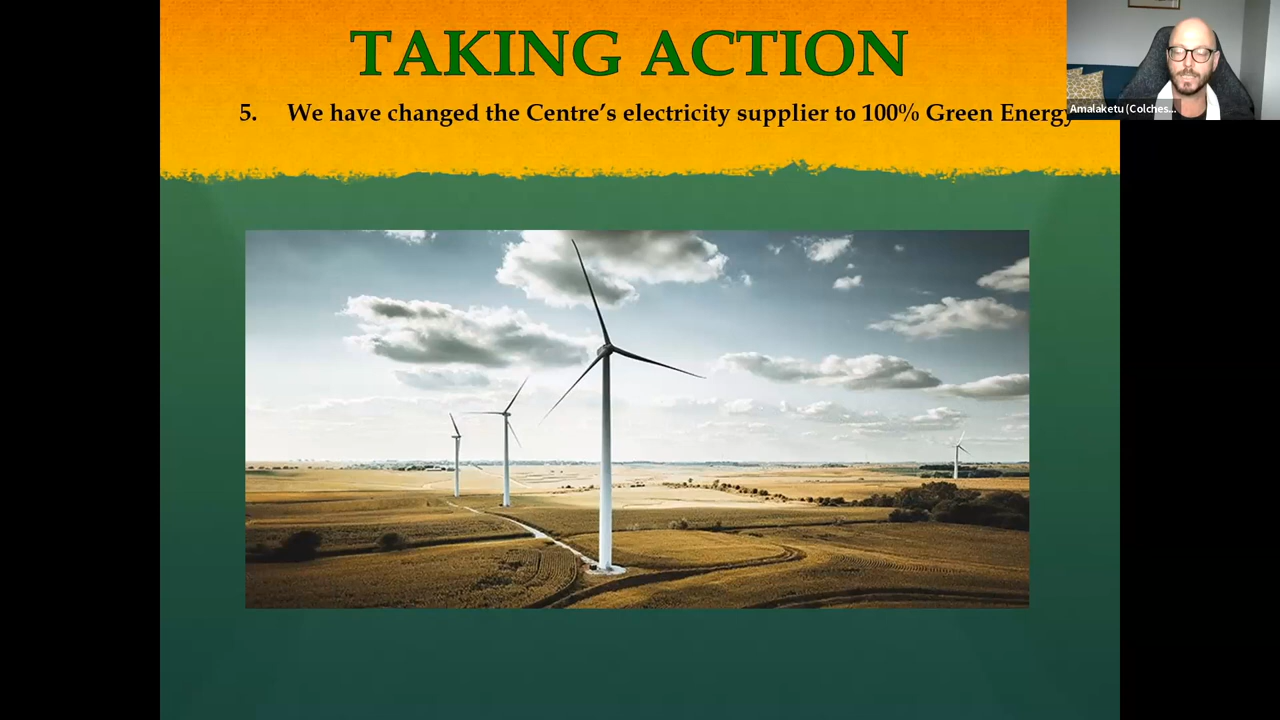 TAKING ACTION
5. We have changed the Centre's electricity supplier to 100% Green Energy
Amalaketu (Colches...